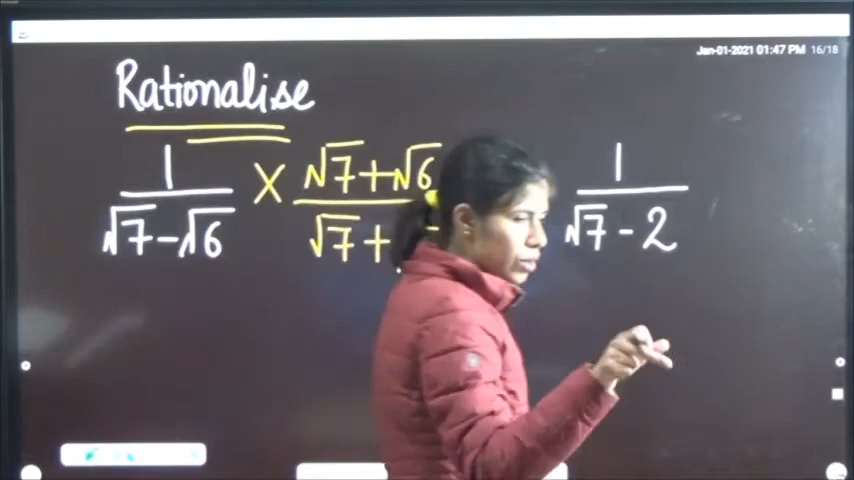 Jan-01-2021 01:47 PM 16/18
Rationalise
1 × √7+√6 1
√7-√6 √7+ √7-2